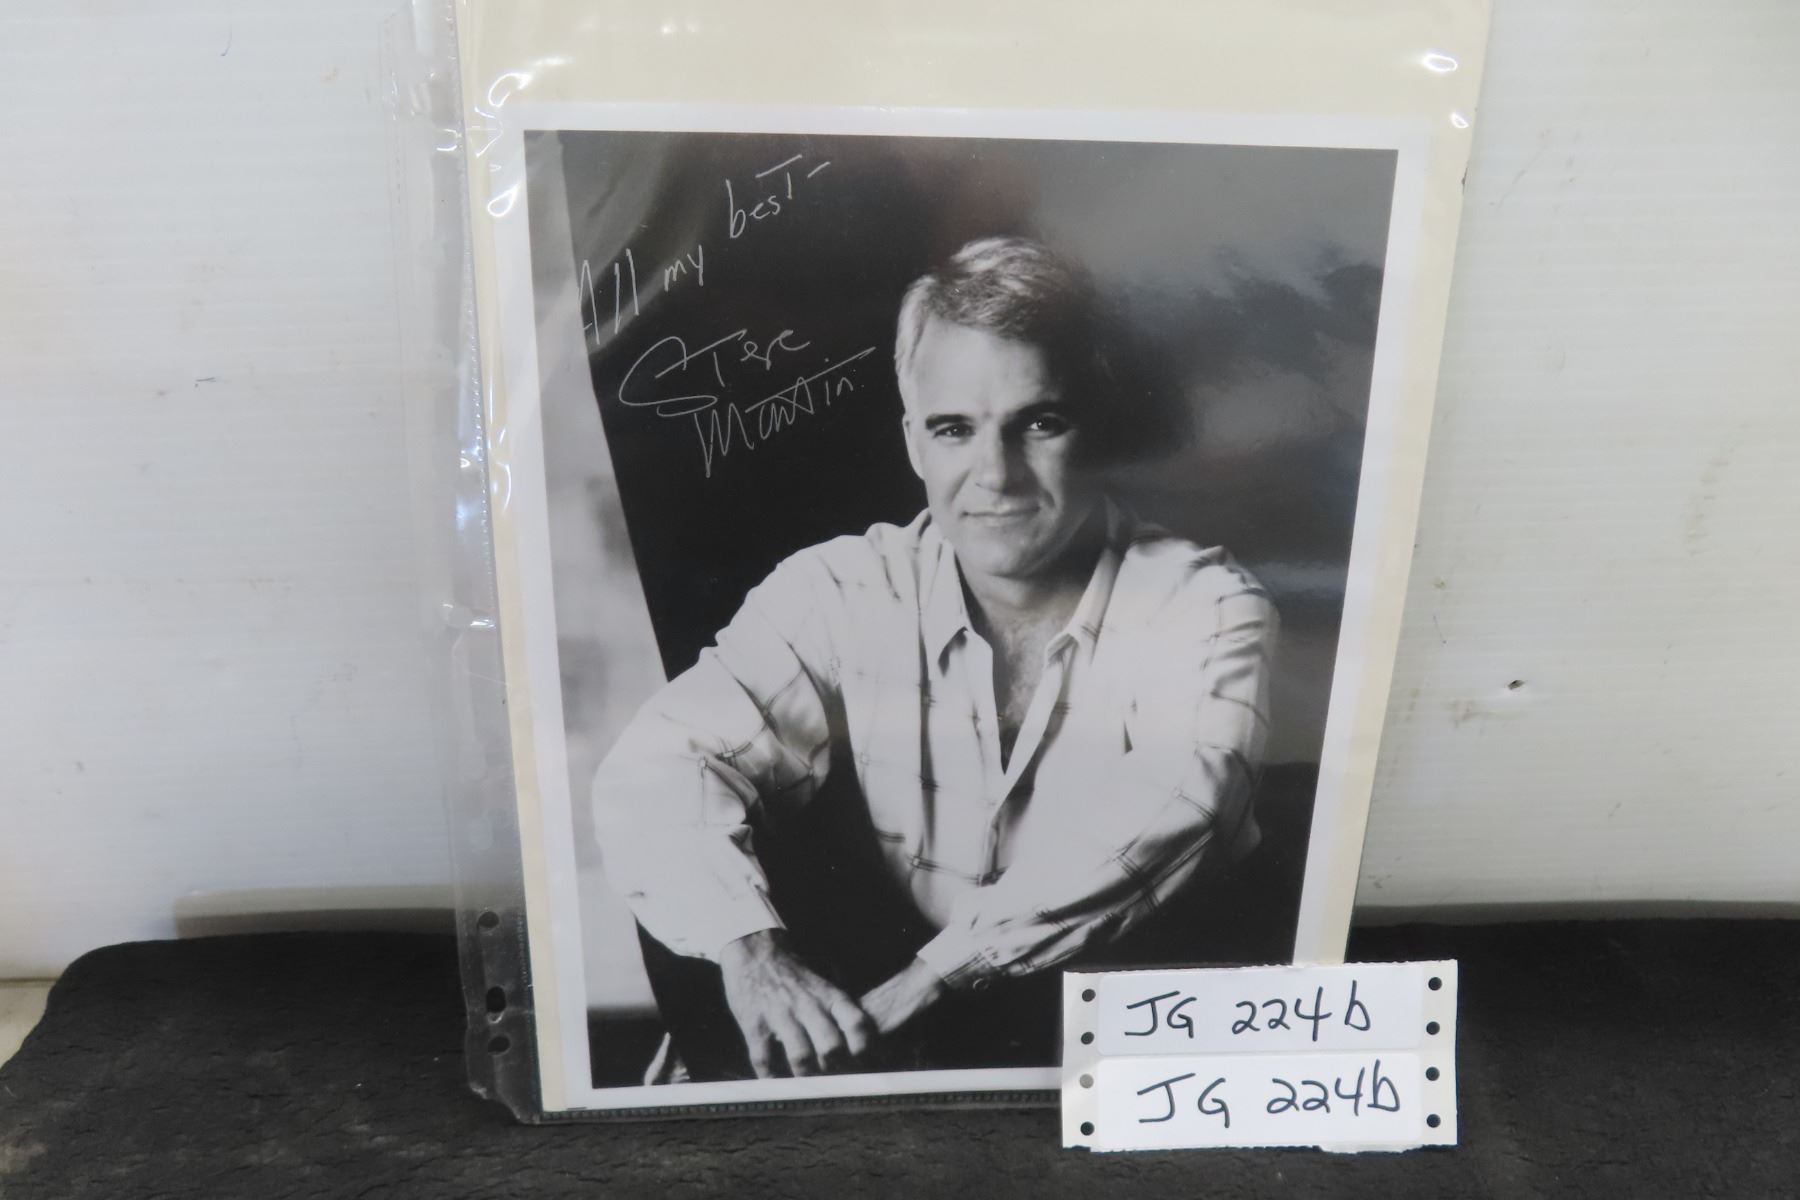 All my best-
Steve
Martin
JG 224b
JG 224b